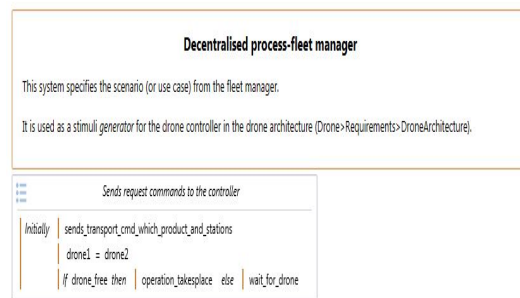 Decentralised process-fleet manager
This system specifies the scenario (or use case) from the fleet manager.
It is used as a stimuli generator for the drone controller in the drone architecture (Drone>Requirements>DroneArchitecture).
Sends request commands to the controller
Initially sends_transport_cmd_which_product_and_stations
drone1 = drone2
If drone_free then operation_takesplace else wait_for_drone